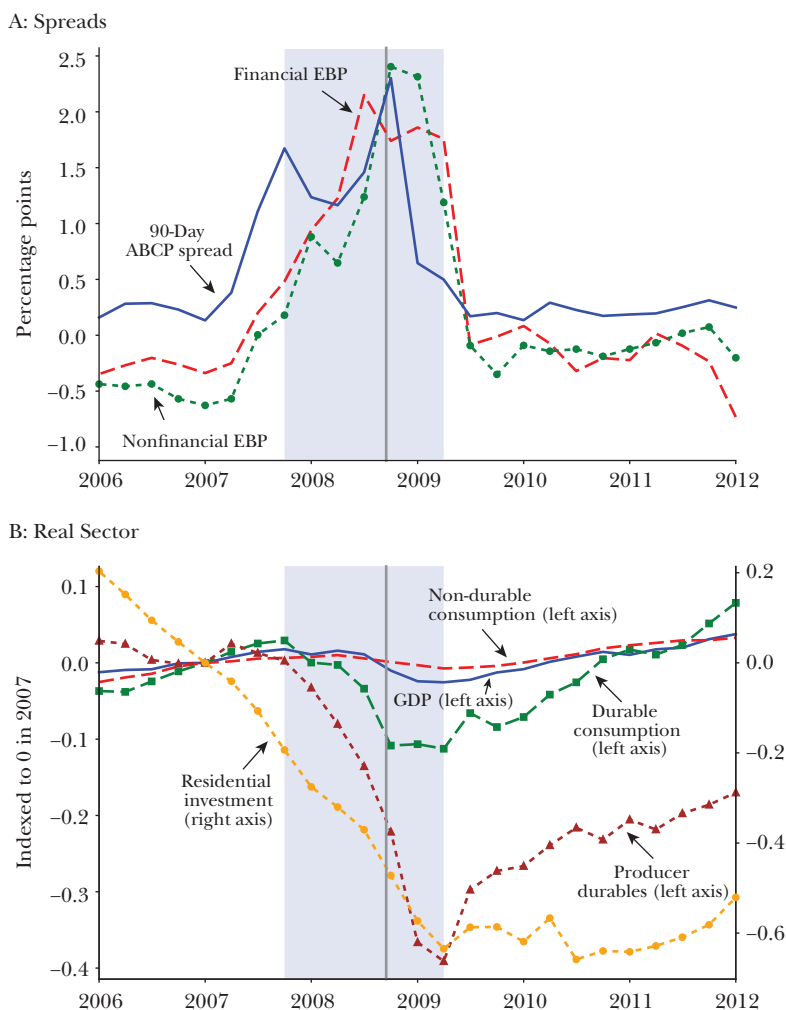 A: Spreads
2.5
2.0
1.5
1.0
0.5
0.0
−0.5
−1.0
Percentage points
Financial EBP
90-Day
ABCP spread
Nonfinancial EBP
2006
2007
2008
2009
2010
2011
2012
B: Real Sector
0.1
0.0
−0.1
−0.2
−0.3
−0.4
Indexed to 0 in 2007
0.2
0.0
−0.2
−0.4
−0.6
Non-durable
consumption (left axis)
GDP (left axis)
Durable
consumption
(left axis)
Residential
investment
(right axis)
Producer
durables (left axis)
2006
2007
2008
2009
2010
2011
2012